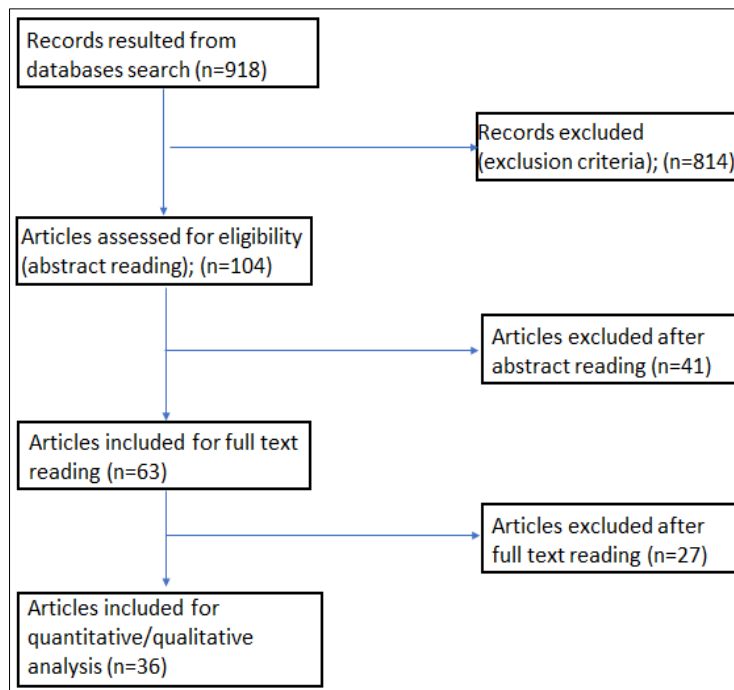 Records resulted from
databases search (n=918)
Records excluded
(exclusion criteria); (n=814)
Articles assessed for eligibility
(abstract reading); (n=104)
Articles excluded after
abstract reading (n=41)
Articles included for full text
reading (n=63)
Articles excluded after
full text reading (n=27)
Articles included for
quantitative/qualitative
analysis (n=36)